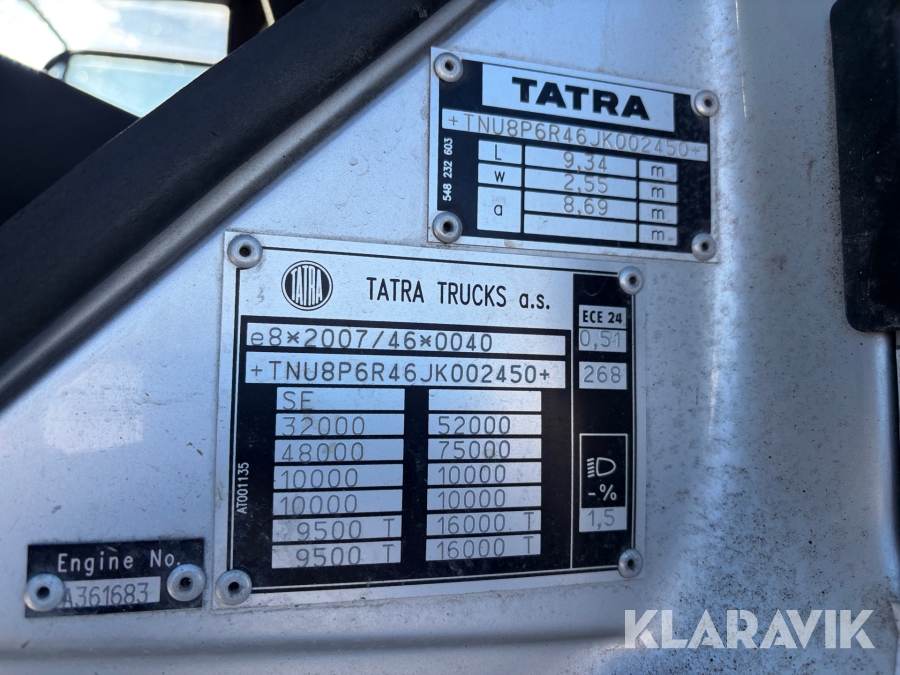 TATRA
+TNU8P6R46JK002450+
548 232 603
L 9,34 m
w 2,55 m
a 8,69 m
m
TATRA
TATRA TRUCKS a.s.
ECE 24
e8*2007/46*0040 0,51
+TNU8P6R46JK002450+ 268
SE
32000 52000
48000 75000
10000 10000
10000 10000
9500 T 16000 T
9500 T 16000 T
-%
1,5
AT001135
Engine No.
A361683
KLARAVIK